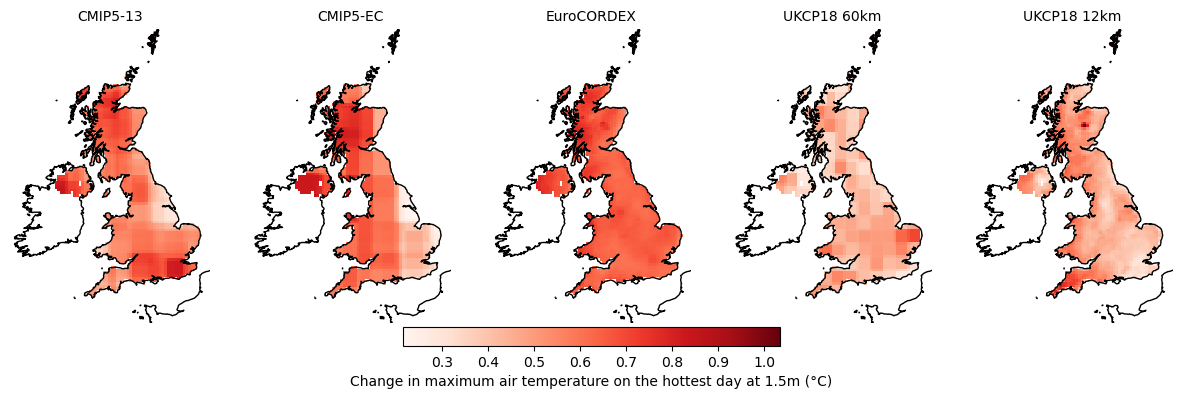 CMIP5-13
CMIP5-EC
EuroCORDEX
UKCP18 60km
UKCP18 12km
0.3 0.4 0.5 0.6 0.7 0.8 0.9 1.0
Change in maximum air temperature on the hottest day at 1.5m (°C)